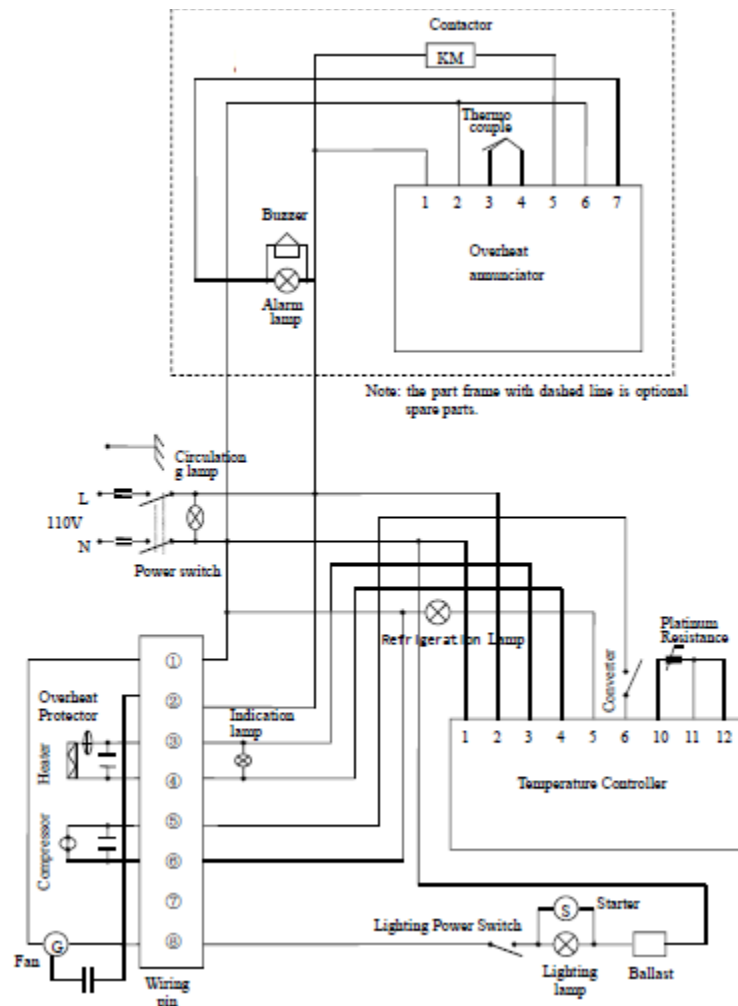 Contactor
KM
Thermo
couple
1 2 3 4 5 6 7
Buzzer
Overheat
annunciator
Alarm
lamp
Note: the part frame with dashed line is optional
spare parts.
Circulation
g lamp
L
110V
N
Power switch
Refrigeration Lamp
Platinum
Resistance
Converter
①
②
Overheat
Protector
Indication
lamp
③
Heater
④
1 2 3 4 5 6 10 11 12
Temperature Controller
⑤
Compressor
⑥
⑦
S
Starter
Lighting Power Switch
⑧
G
Fan
Lighting
lamp
Ballast
Wiring
pin